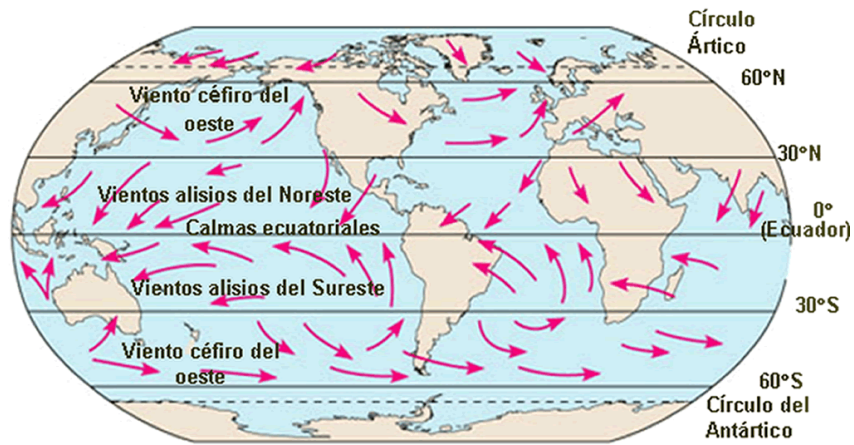 Círculo
Ártico
60°N
Viento céfiro del
oeste
30°N
Vientos alisios del Noreste
0°
Calmas ecuatoriales
(Ecuador)
Vientos alisios del Sureste
30°S
Viento céfiro del
oeste
60°S
Círculo del
Antártico